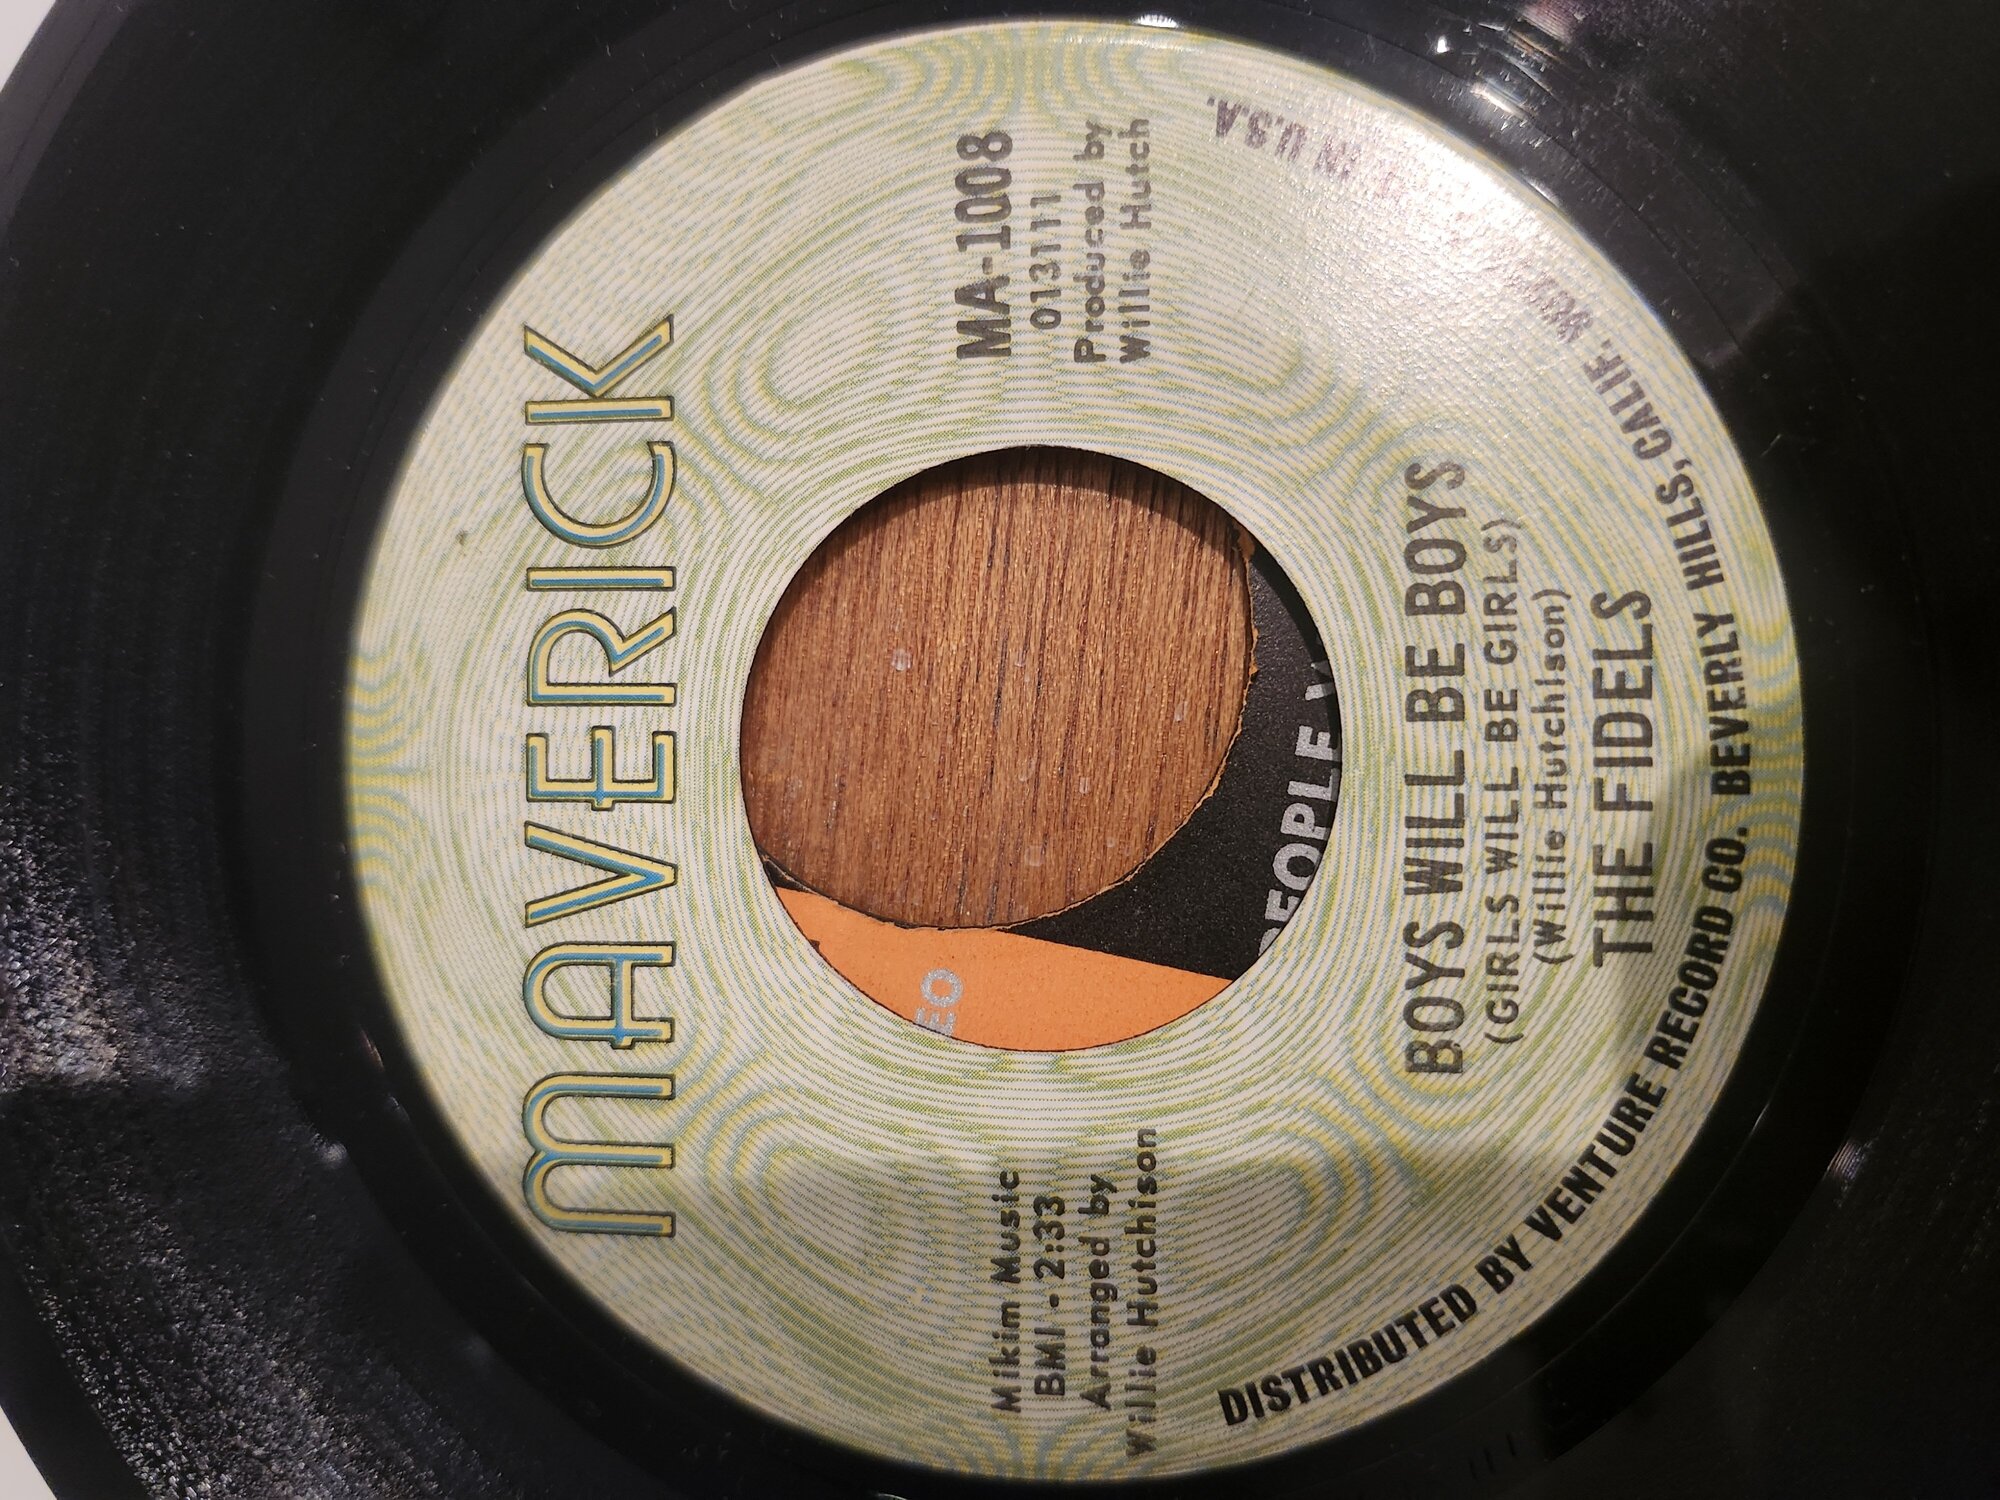 MAVERICK
Mikim Music
BMI - 2:33
Arranged by
Willie Hutchison
MA-1008
013111
Produced by
Willie Hutch
EO
PEOPLE
BOYS WILL BE BOYS
(GIRLS WILL BE GIRLS)
(Willie Hutchison)
THE FIDELS
DISTRIBUTED BY VENTURE RECORD CO. BEVERLY HILLS, CALIF. IN U.S.A.